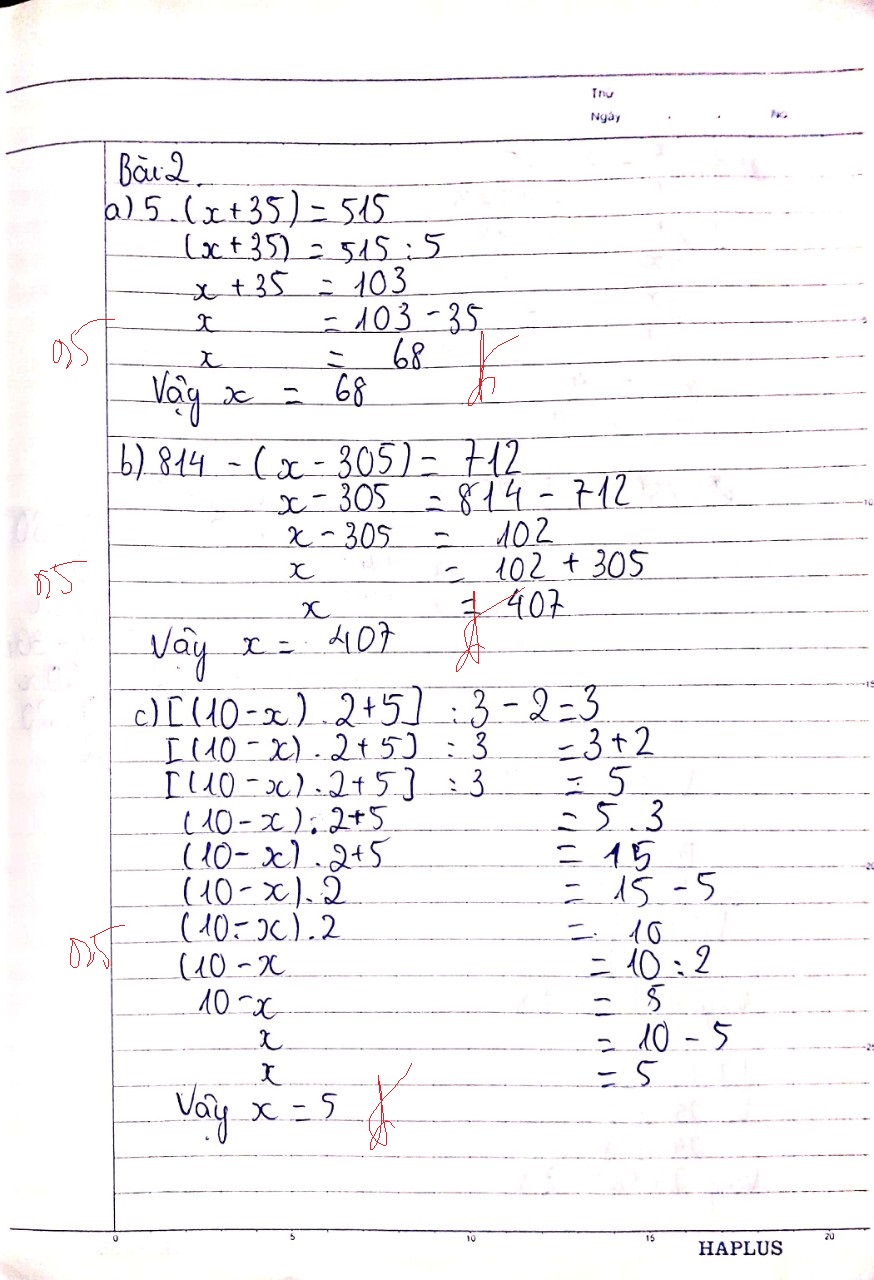 Thứ
Ngày . . No
Bài 2
a) 5 . (x + 35) = 515
(x + 35) = 515 : 5
x + 35 = 103
x = 103 - 35
0,5
x = 68 đ
Vậy x = 68
b) 814 - (x - 305) = 712
x - 305 = 814 - 712
x - 305 = 102
0,5
x = 102 + 305
x = 407
Vậy x = 407 đ
c) [(10 - x) . 2 + 5] : 3 - 2 = 3
[(10 - x) . 2 + 5] : 3 = 3 + 2
[(10 - x) . 2 + 5] : 3 = 5
(10 - x) . 2 + 5 = 5 . 3
(10 - x) . 2 + 5 = 15
(10 - x) . 2 = 15 - 5
(10 - x) . 2 = 10
0,5
(10 - x = 10 : 2
10 - x = 5
x = 10 - 5
x = 5
Vậy x = 5 đ
0 5 10 15 20
HAPLUS